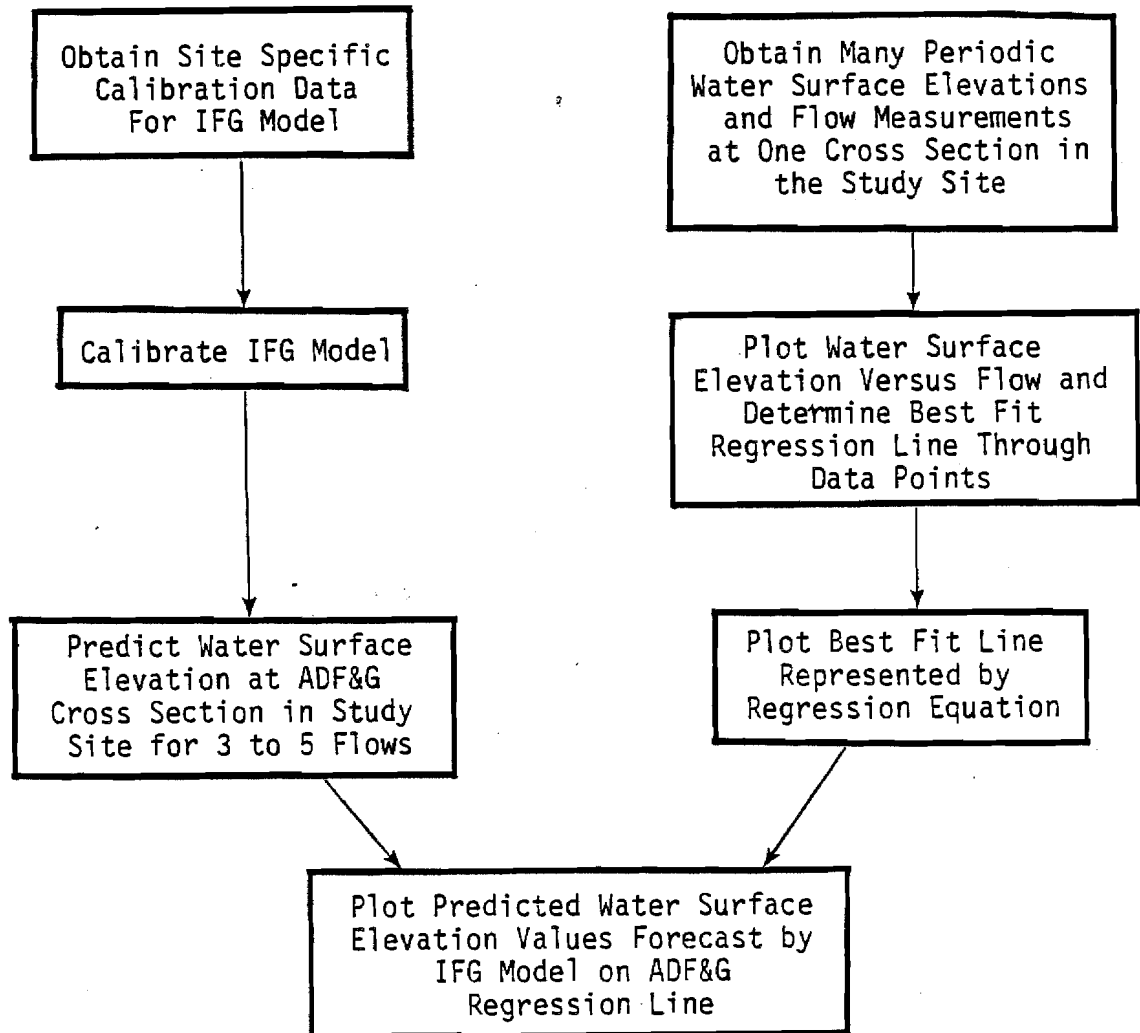 Obtain Site Specific
Calibration Data
For IFG Model
Calibrate IFG Model
Predict Water Surface
Elevation at ADF&G
Cross Section in Study
Site for 3 to 5 Flows
Obtain Many Periodic
Water Surface Elevations
and Flow Measurements
at One Cross Section in
the Study Site
Plot Water Surface
Elevation Versus Flow and
Determine Best Fit
Regression Line Through
Data Points
Plot Best Fit Line
Represented by
Regression Equation
Plot Predicted Water Surface
Elevation Values Forecast by
IFG Model on ADF&G
Regression Line